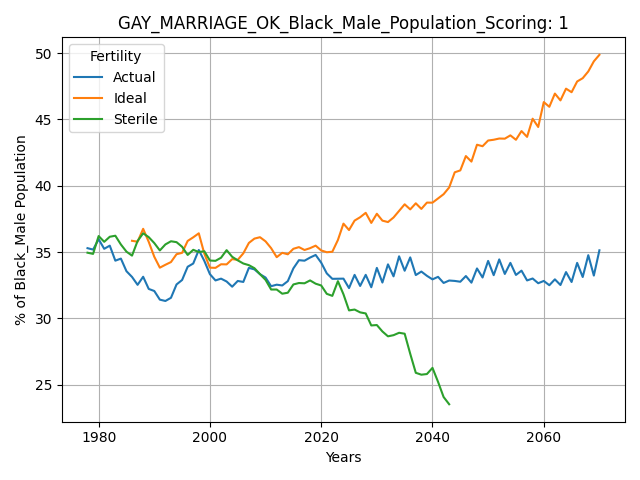 GAY_MARRIAGE_OK_Black_Male_Population_Scoring: 1
Fertility
Actual
Ideal
Sterile
% of Black_Male Population
50
45
40
35
30
25
1980 2000 2020 2040 2060
Years